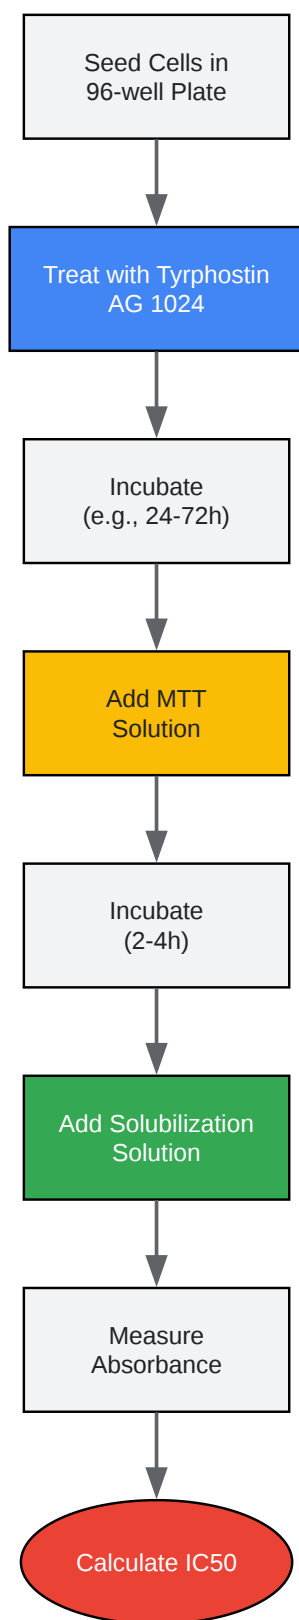 Seed Cells in
96-well Plate
Treat with Tyrphostin
AG 1024
Incubate
(e.g., 24-72h)
Add MTT
Solution
Incubate
(2-4h)
Add Solubilization
Solution
Measure
Absorbance
Calculate IC50